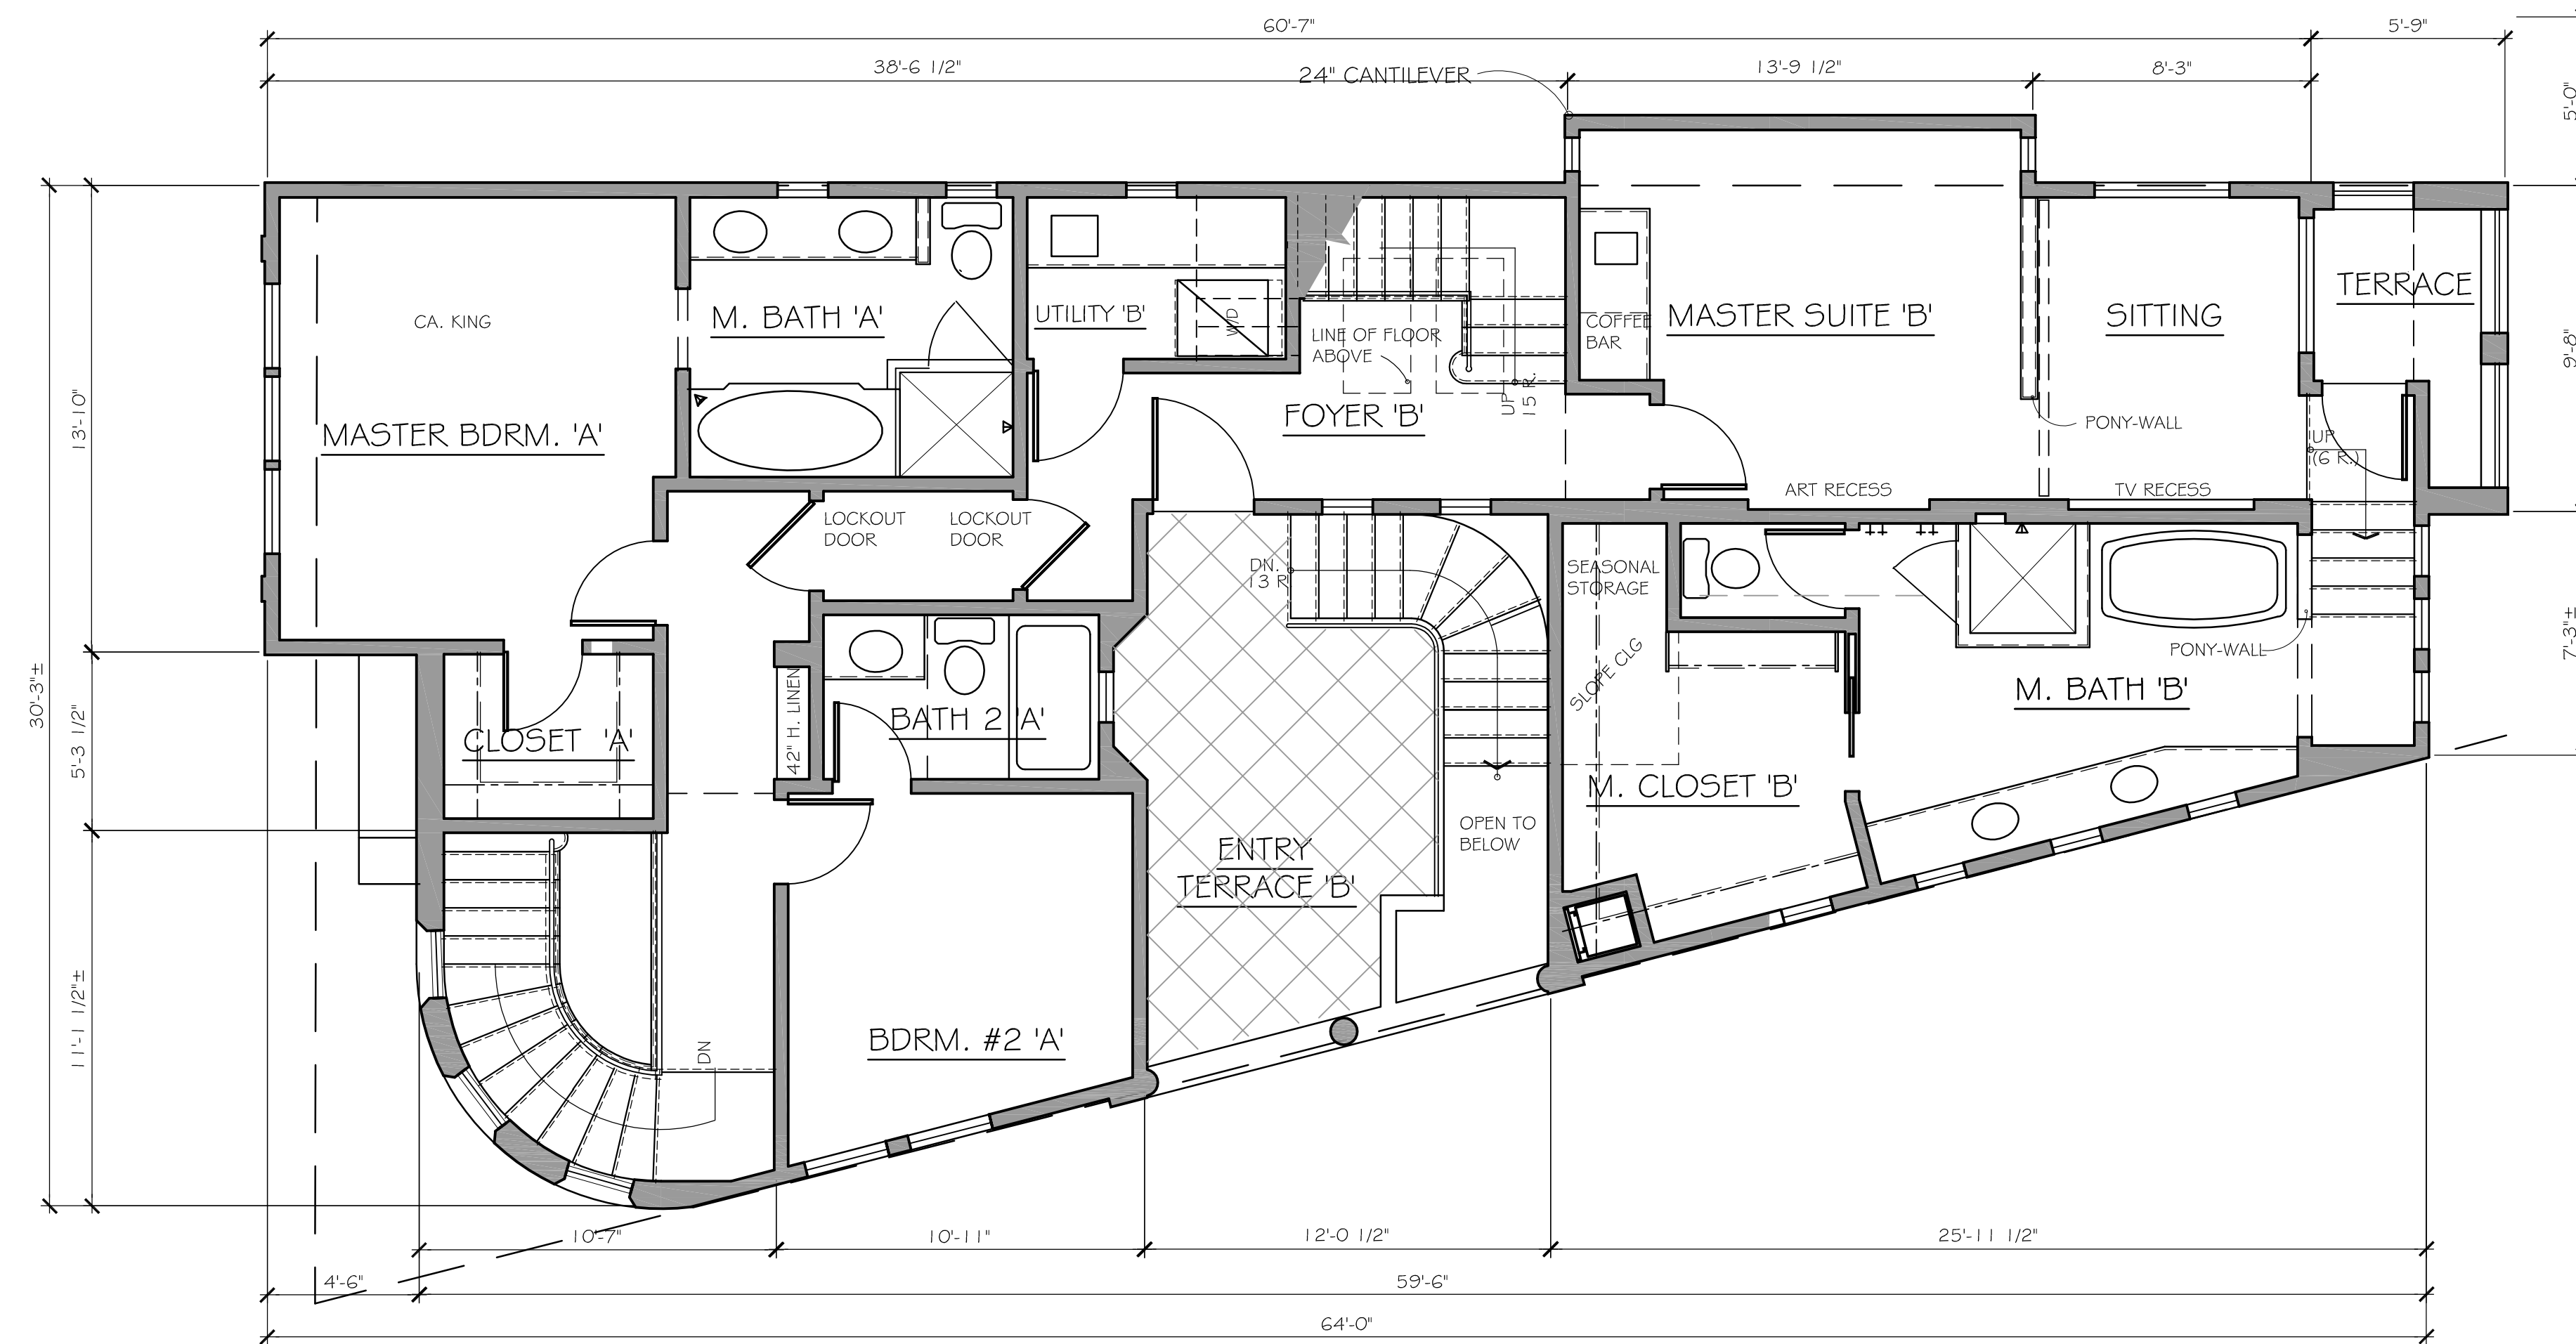 60'-7"
5'-9"
38'-6 1/2"
24" CANTILEVER
13'-9 1/2"
8'-3"
5'-0"
30'-3"±
13'-10"
5'-3 1/2"
11'-11 1/2"±
9'-8"
7'-3"±
CA. KING
MASTER BDRM. 'A'
M. BATH 'A'
UTILITY 'B'
W/D
LINE OF FLOOR
ABOVE
UP
15 R.
FOYER 'B'
COFFEE
BAR
MASTER SUITE 'B'
SITTING
TERRACE
PONY-WALL
UP
(6 R.)
ART RECESS
TV RECESS
LOCKOUT
DOOR
LOCKOUT
DOOR
DN.
13 R
SEASONAL
STORAGE
SLOPE CLG
PONY-WALL
M. BATH 'B'
CLOSET 'A'
42" H. LINEN
BATH 2 'A'
M. CLOSET 'B'
OPEN TO
BELOW
ENTRY
TERRACE 'B'
DN
BDRM. #2 'A'
10'-7"
10'-11"
12'-0 1/2"
25'-11 1/2"
4'-6"
59'-6"
64'-0"